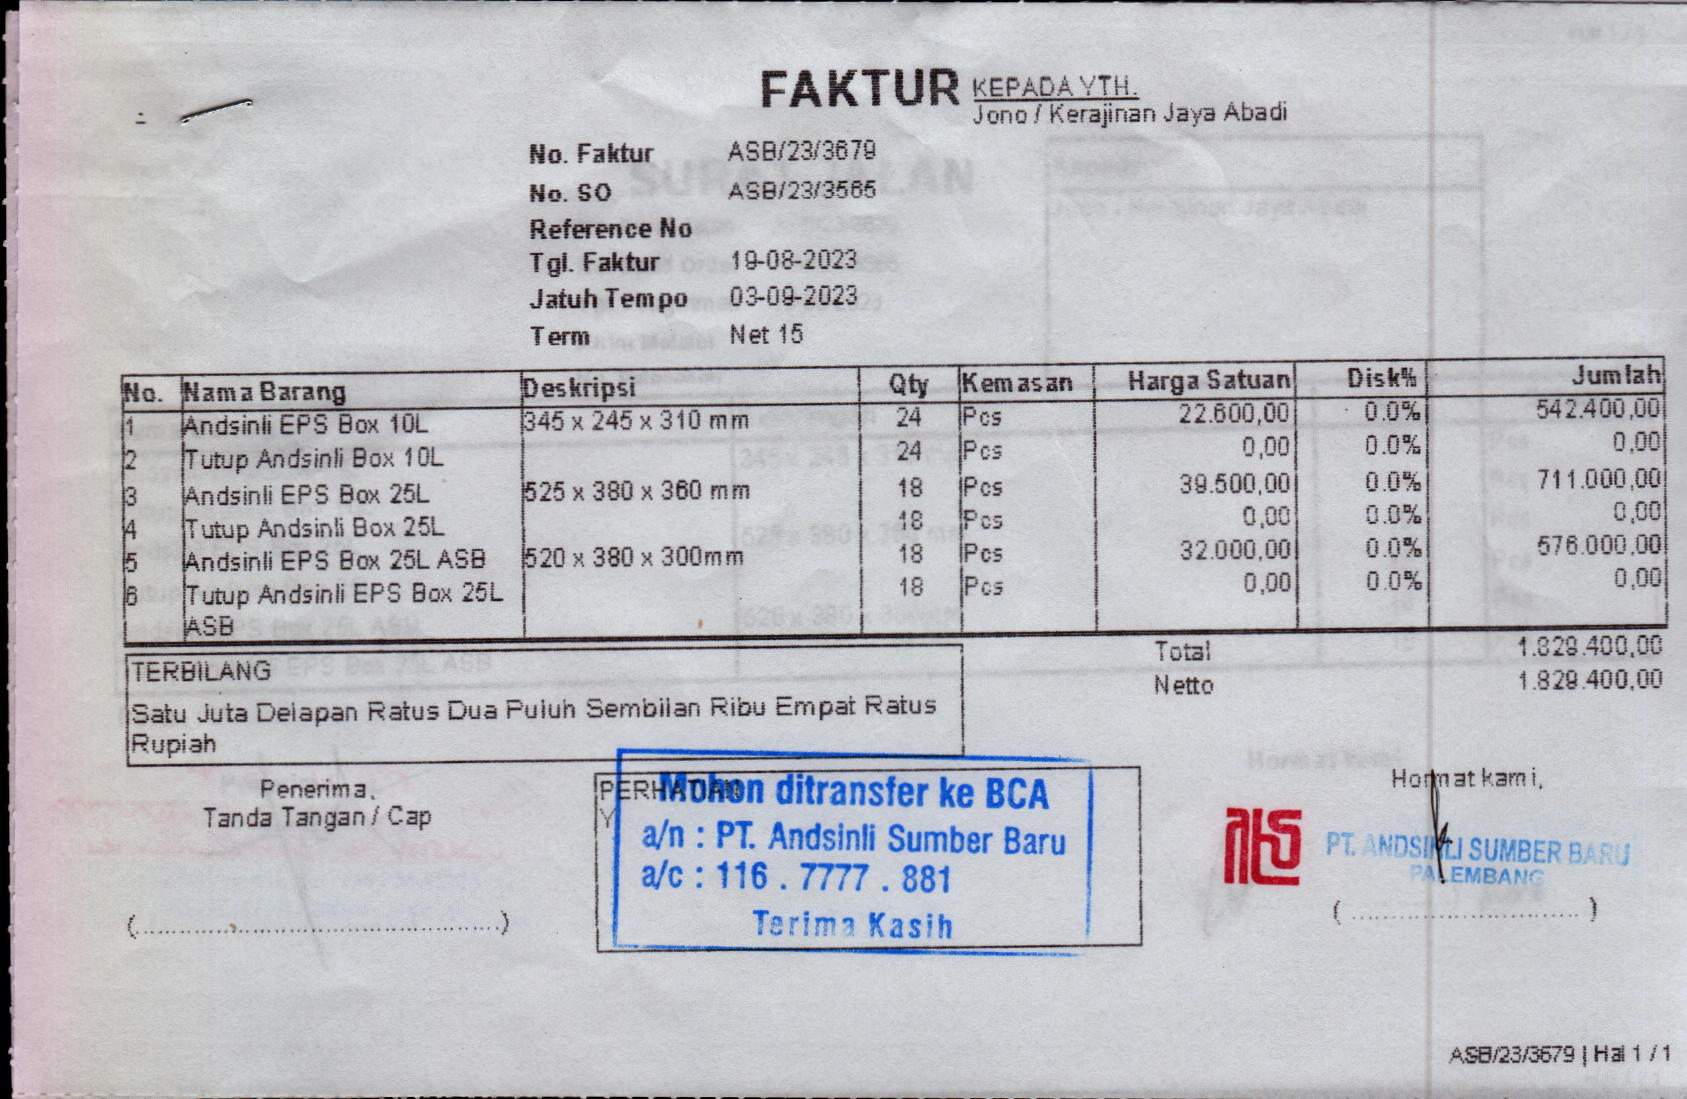 FAKTUR
KEPADA YTH.
Jono / Kerajinan Jaya Abadi
No. Faktur ASB/23/3679
No. SO ASB/23/3565
Reference No
Tgl. Faktur 19-08-2023
Jatuh Tempo 03-09-2023
Term Net 15
No. Nama Barang Deskripsi Qty Kemasan Harga Satuan Disk% Jumlah
1 Andsinli EPS Box 10L 345 x 245 x 310 mm 24 Pcs 22.600,00 0.0% 542.400,00
2 Tutup Andsinli Box 10L 24 Pcs 0,00 0.0% 0,00
3 Andsinli EPS Box 25L 525 x 380 x 360 mm 18 Pcs 39.500,00 0.0% 711.000,00
4 Tutup Andsinli Box 25L 18 Pcs 0,00 0.0% 0,00
5 Andsinli EPS Box 25L ASB 520 x 380 x 300mm 18 Pcs 32.000,00 0.0% 576.000,00
6 Tutup Andsinli EPS Box 25L 18 Pcs 0,00 0.0% 0,00
ASB
Total 1.829.400,00
Netto 1.829.400,00
TERBILANG
Satu Juta Delapan Ratus Dua Puluh Sembilan Ribu Empat Ratus
Rupiah
Penerima,
Tanda Tangan / Cap
(............................................)
PERHATIAN
Y
Mohon ditransfer ke BCA
a/n : PT. Andsinli Sumber Baru
a/c : 116 . 7777 . 881
Terima Kasih
Hormat kami,
PT. ANDSINLI SUMBER BARU
PALEMBANG
( ............................ )
ASB/23/3679 | Hal 1 / 1